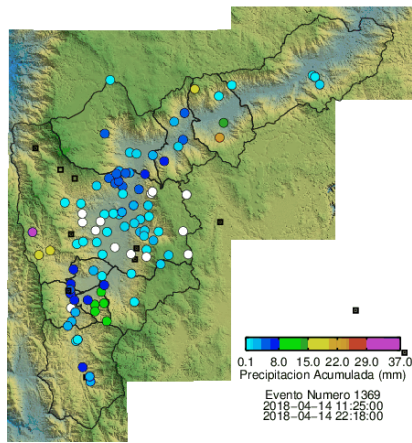 0.1 8.0 15.0 22.0 29.0 37.0
Precipitacion Acumulada (mm)
Evento Numero 1369
2018-04-14 11:25:00
2018-04-14 22:18:00